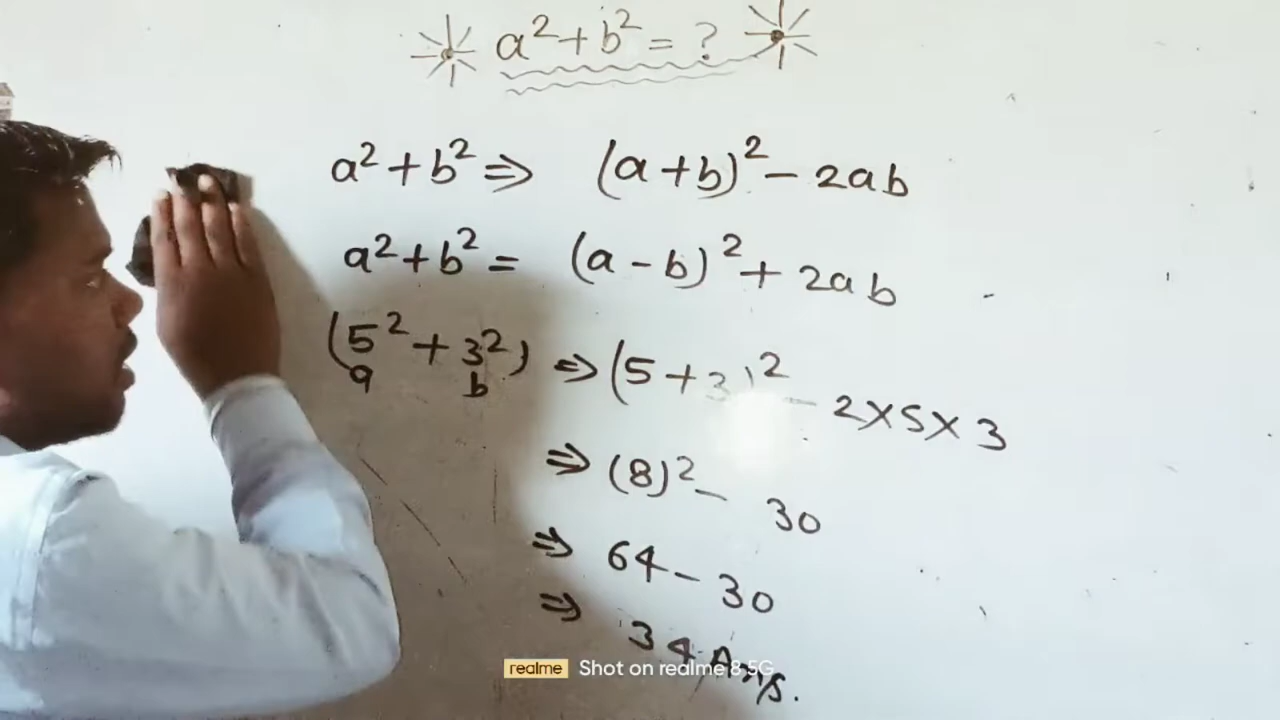 a²+b² = ?
a²+b² ⇒ (a+b)² - 2ab
a²+b² = (a-b)² + 2ab
(5²+3²) ⇒ (5+3)² - 2×5×3
a b
⇒ (8)² - 30
⇒ 64 - 30
⇒ 34 Ans.
realme Shot on realme 8 5G